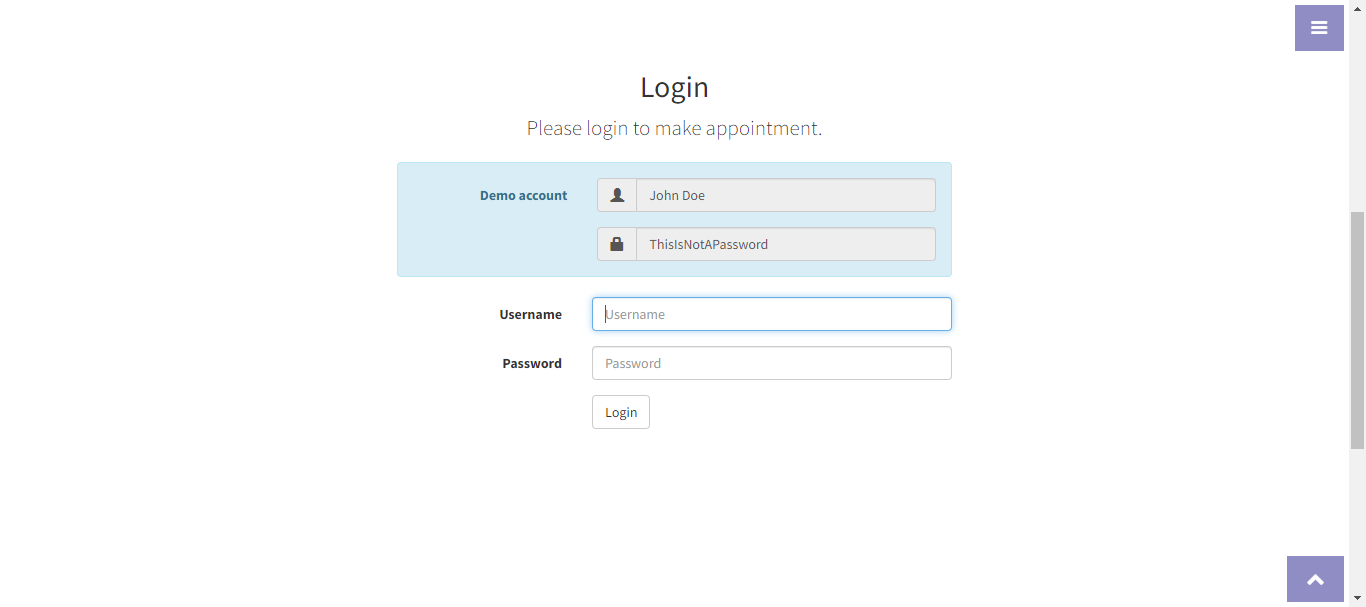 Login
Please login to make appointment.
Demo account
John Doe
ThisIsNotAPassword
Username
Username
Password
Password
Login